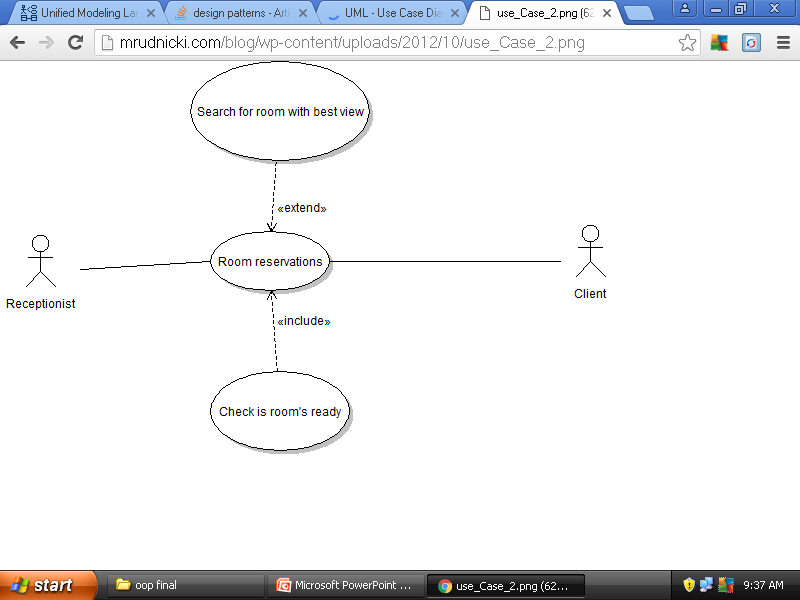 Unified Modeling Lan
design patterns - Arti
UML - Use Case Dia
use_Case_2.png (62
mrudnicki.com/blog/wp-content/uploads/2012/10/use_Case_2.png
Search for room with best view
«extend»
Room reservations
Receptionist
Client
«include»
Check is room's ready
start
oop final
Microsoft PowerPoint ...
use_Case_2.png (62...
9:37 AM